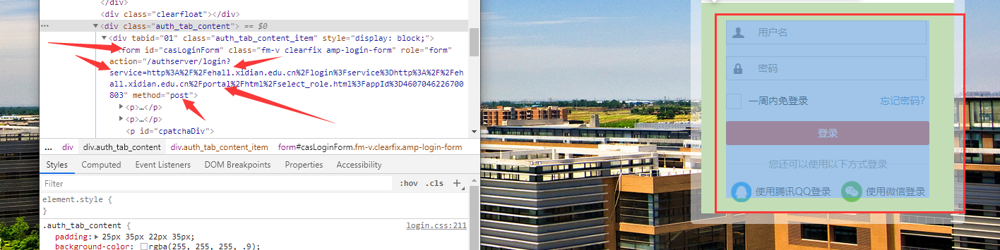 </div>
<div class="clearfloat"></div>
… ▼<div class="auth_tab_content"> == $0
▼<div tabid="01" class="auth_tab_content_item" style="display: block;">
<form id="casLoginForm" class="fm-v clearfix amp-login-form" role="form"
action="/authserver/login?
service=http%3A%2F%2Fehall.xidian.edu.cn%2Flogin%3Fservice%3Dhttp%3A%2F%2Feh
all.xidian.edu.cn%2Fportal%2Fhtml%2Fselect_role.html%3FappId%3D4607046226700
803" method="post">
▶<p>…</p>
▶<p>…</p>
<p id="cpatchaDiv">
… div div.auth_tab_content div.auth_tab_content_item form#casLoginForm.fm-v.clearfix.amp-login-form
Styles Computed Event Listeners DOM Breakpoints Properties Accessibility
Filter :hov .cls +
element.style {
}
.auth_tab_content { login.css:211
padding:▶ 25px 35px 22px 35px;
background-color: rgba(255, 255, 255, .9);
用户名
密码
一周内免登录 忘记密码?
登录
您还可以使用以下方式登录
使用腾讯QQ登录 使用微信登录